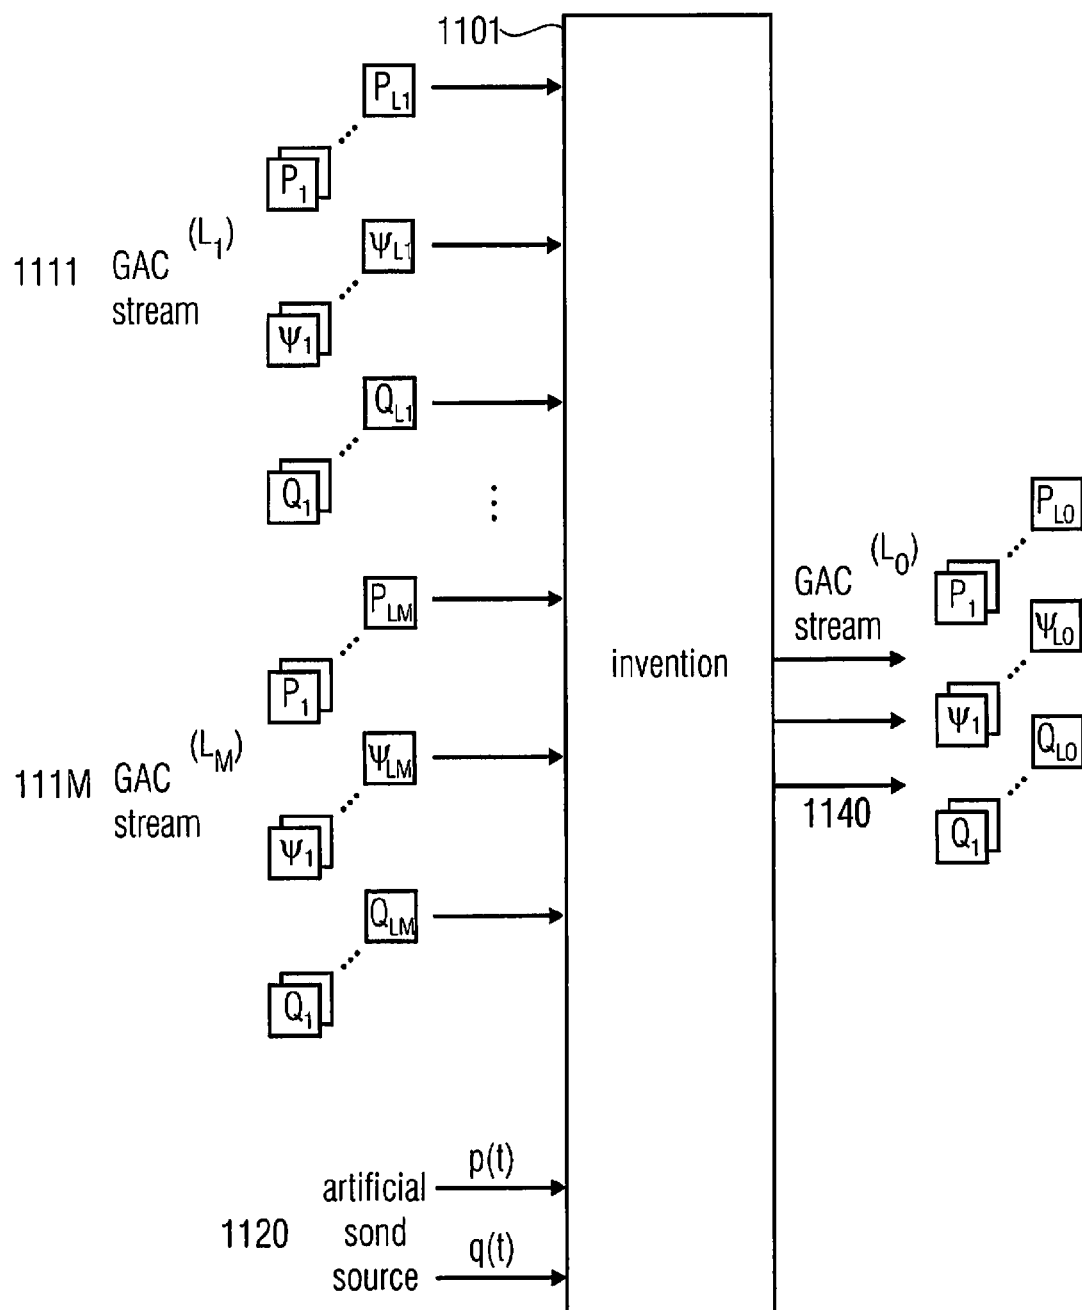 1101
P_L1
P_1
1111 GAC stream (L_1)
Ψ_L1
Ψ_1
Q_L1
Q_1
P_LM
P_1
111M GAC stream (L_M)
Ψ_LM
Ψ_1
Q_LM
Q_1
1120 artificial sond source
p(t)
q(t)
invention
GAC stream (L_0)
P_L0
P_1
Ψ_L0
Ψ_1
Q_L0
Q_1
1140